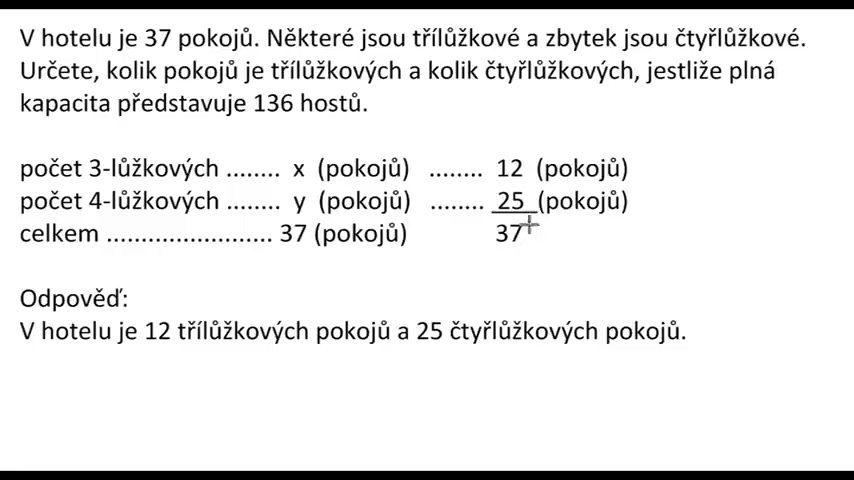 V hotelu je 37 pokojů. Některé jsou třílůžkové a zbytek jsou čtyřlůžkové.
Určete, kolik pokojů je třílůžkových a kolik čtyřlůžkových, jestliže plná
kapacita představuje 136 hostů.
počet 3-lůžkových ........ x (pokojů) ........ 12 (pokojů)
počet 4-lůžkových ........ y (pokojů) ........ 25 (pokojů)
celkem ........................ 37 (pokojů) 37
Odpověď:
V hotelu je 12 třílůžkových pokojů a 25 čtyřlůžkových pokojů.